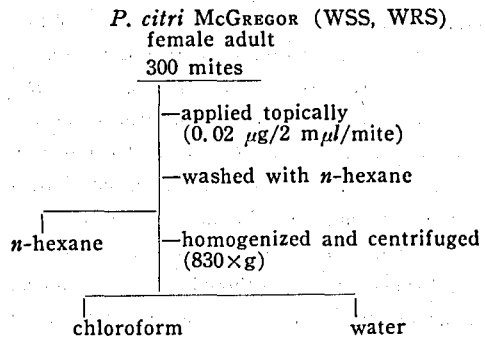 P. citri McGregor (WSS, WRS)
female adult
300 mites
applied topically
(0.02 μg/2 mμl/mite)
washed with n-hexane
n-hexane
homogenized and centrifuged
(830×g)
chloroform
water